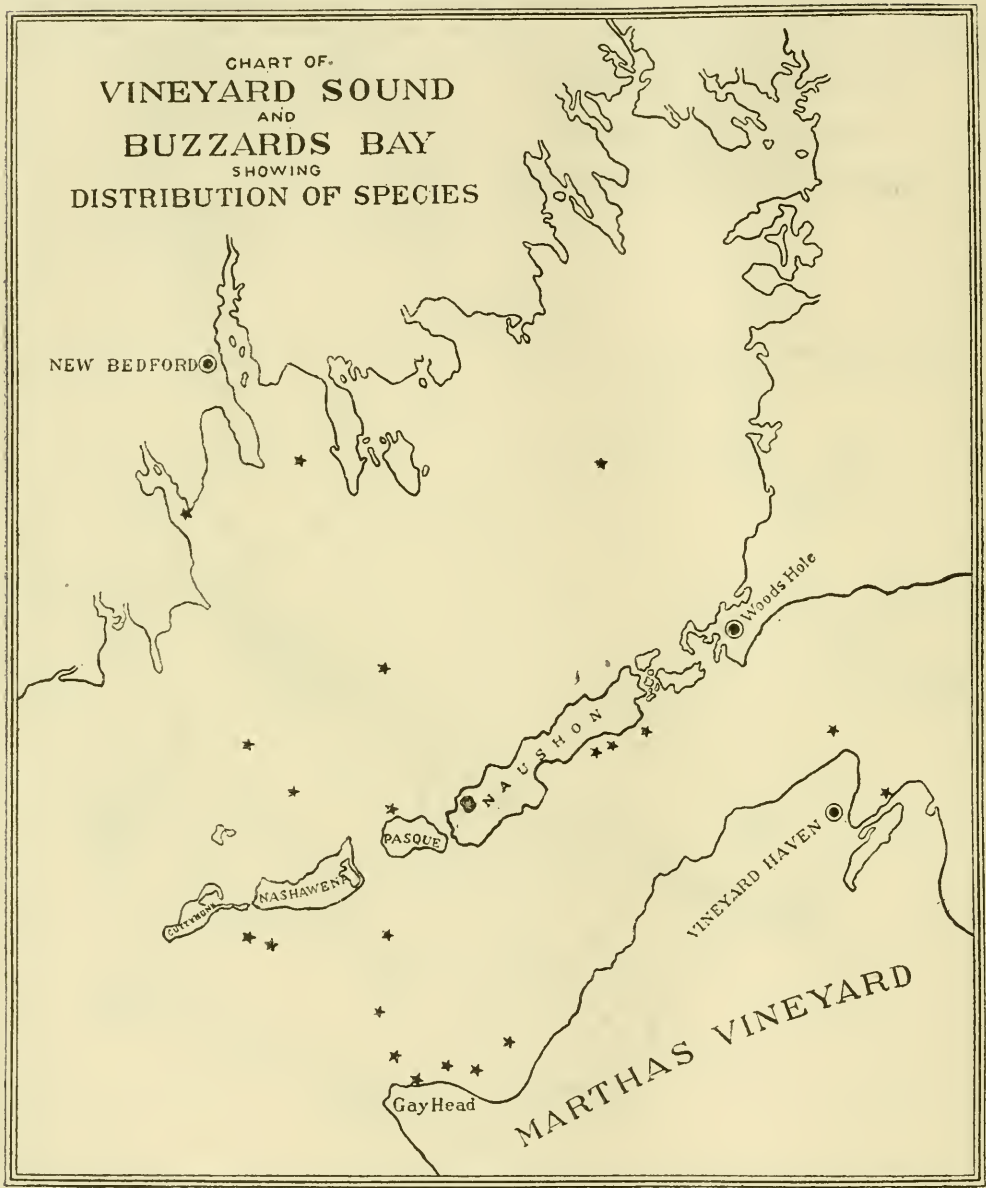 CHART OF
VINEYARD SOUND
AND
BUZZARDS BAY
SHOWING
DISTRIBUTION OF SPECIES
NEW BEDFORD
Woods Hole
NAUSHON
PASQUE
NASHAWENA
CUTTYHUNK
VINEYARD HAVEN
MARTHAS VINEYARD
Gay Head